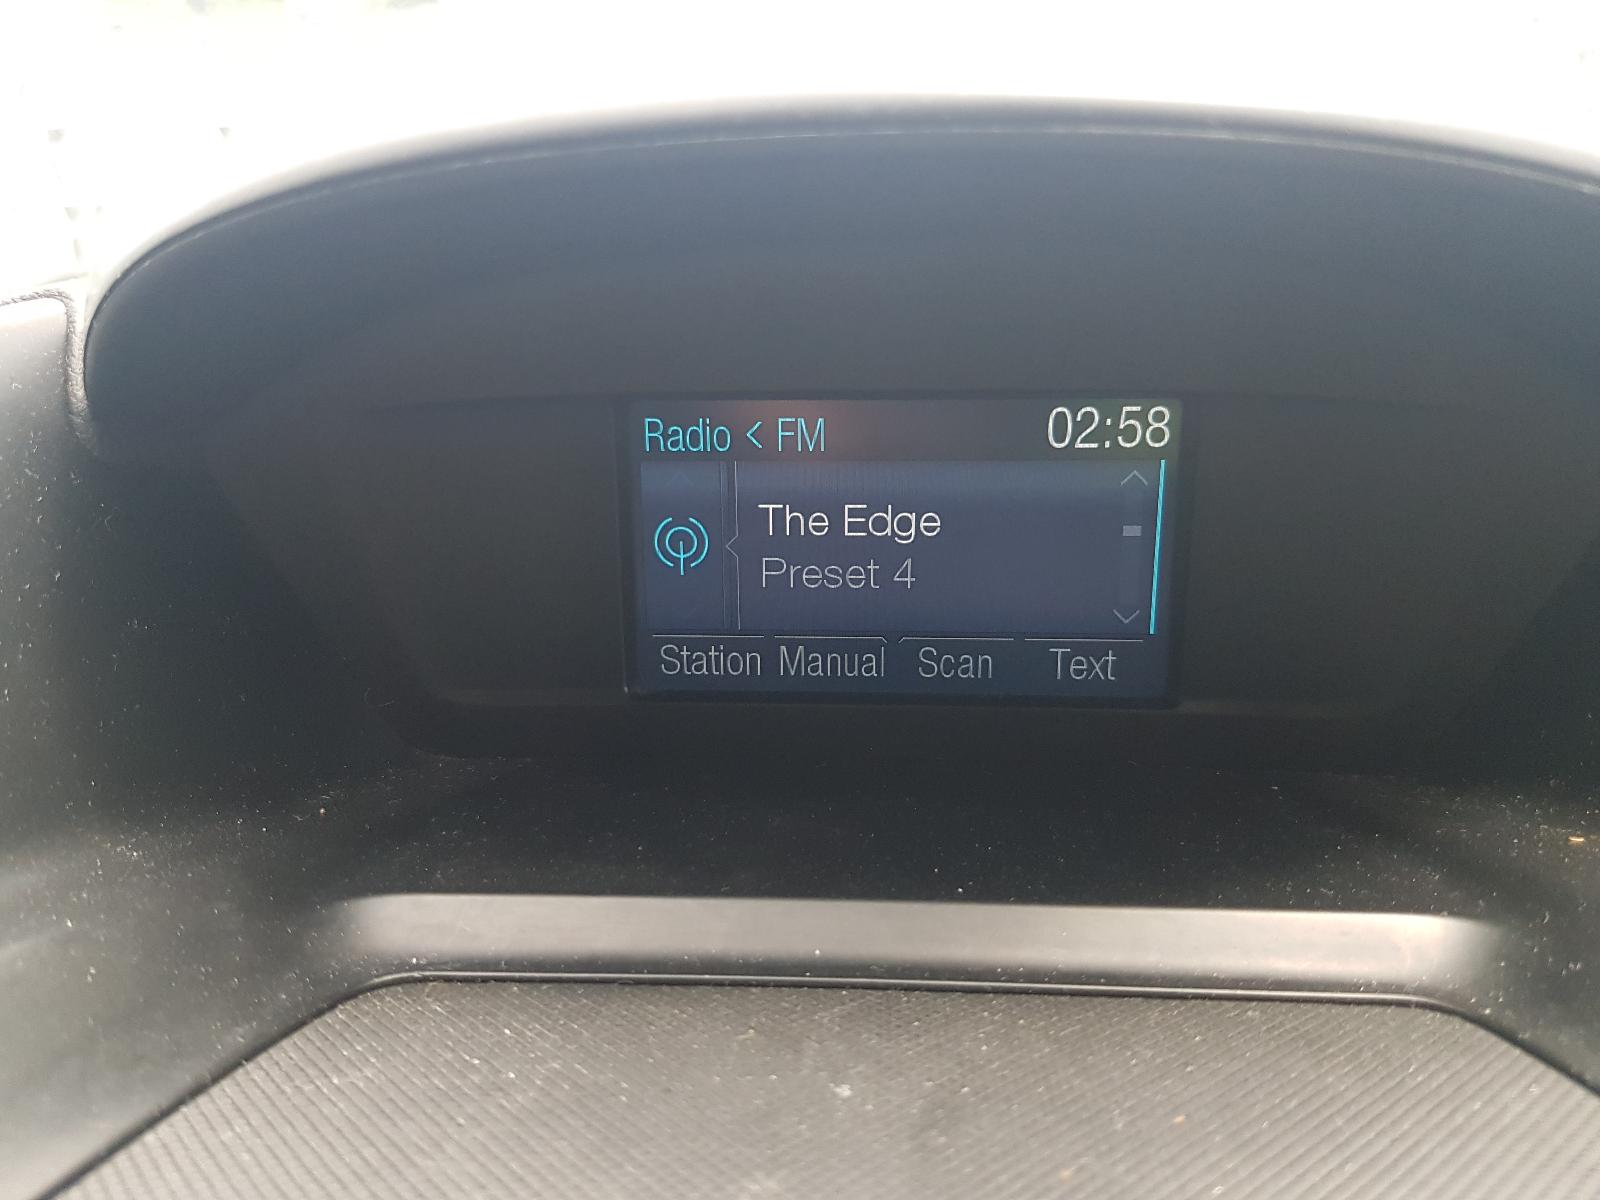 Radio < FM 02:58
The Edge
Preset 4
Station Manual Scan Text